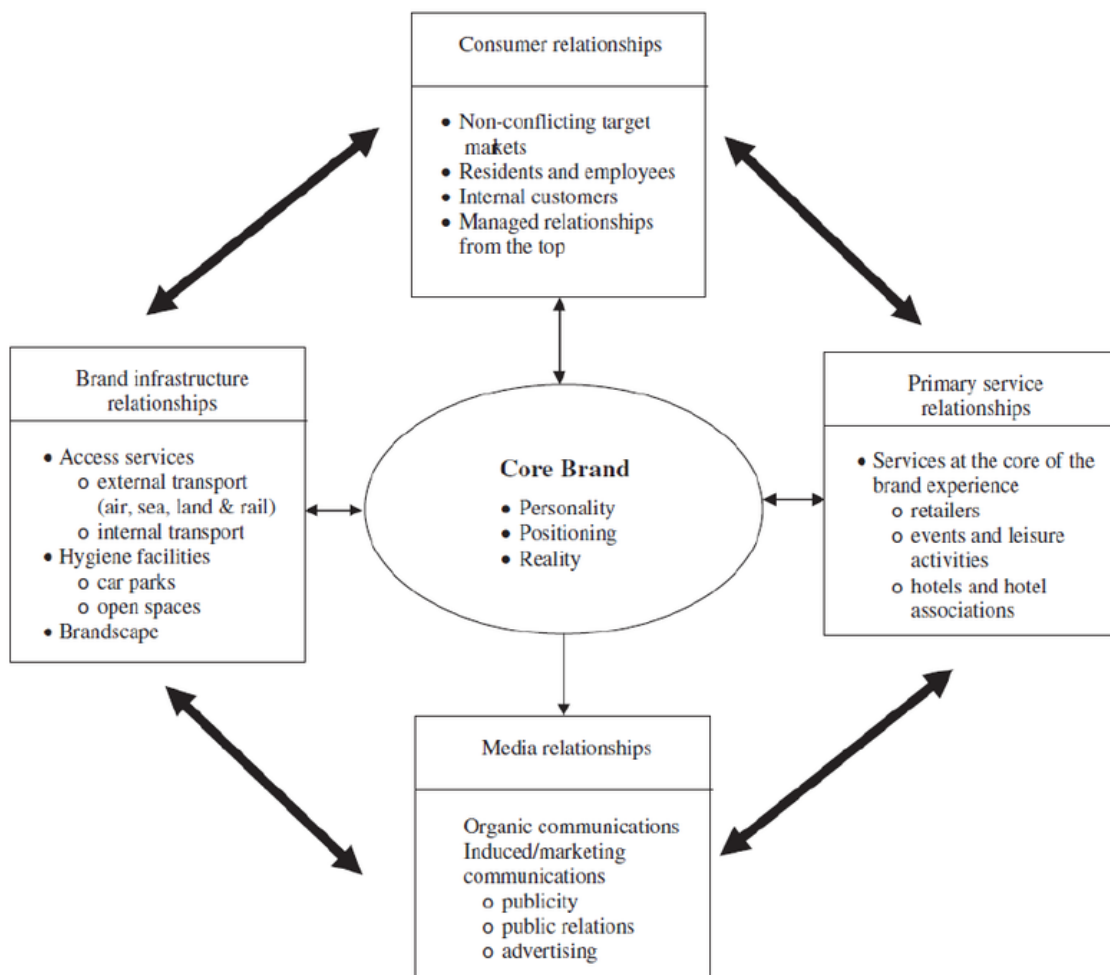 Consumer relationships
• Non-conflicting target
markets
• Residents and employees
• Internal customers
• Managed relationships
from the top
Brand infrastructure
relationships
• Access services
o external transport
(air, sea, land & rail)
o internal transport
• Hygiene facilities
o car parks
o open spaces
• Brandscape
Core Brand
• Personality
• Positioning
• Reality
Primary service
relationships
• Services at the core of the
brand experience
o retailers
o events and leisure
activities
o hotels and hotel
associations
Media relationships
Organic communications
Induced/marketing
communications
o publicity
o public relations
o advertising